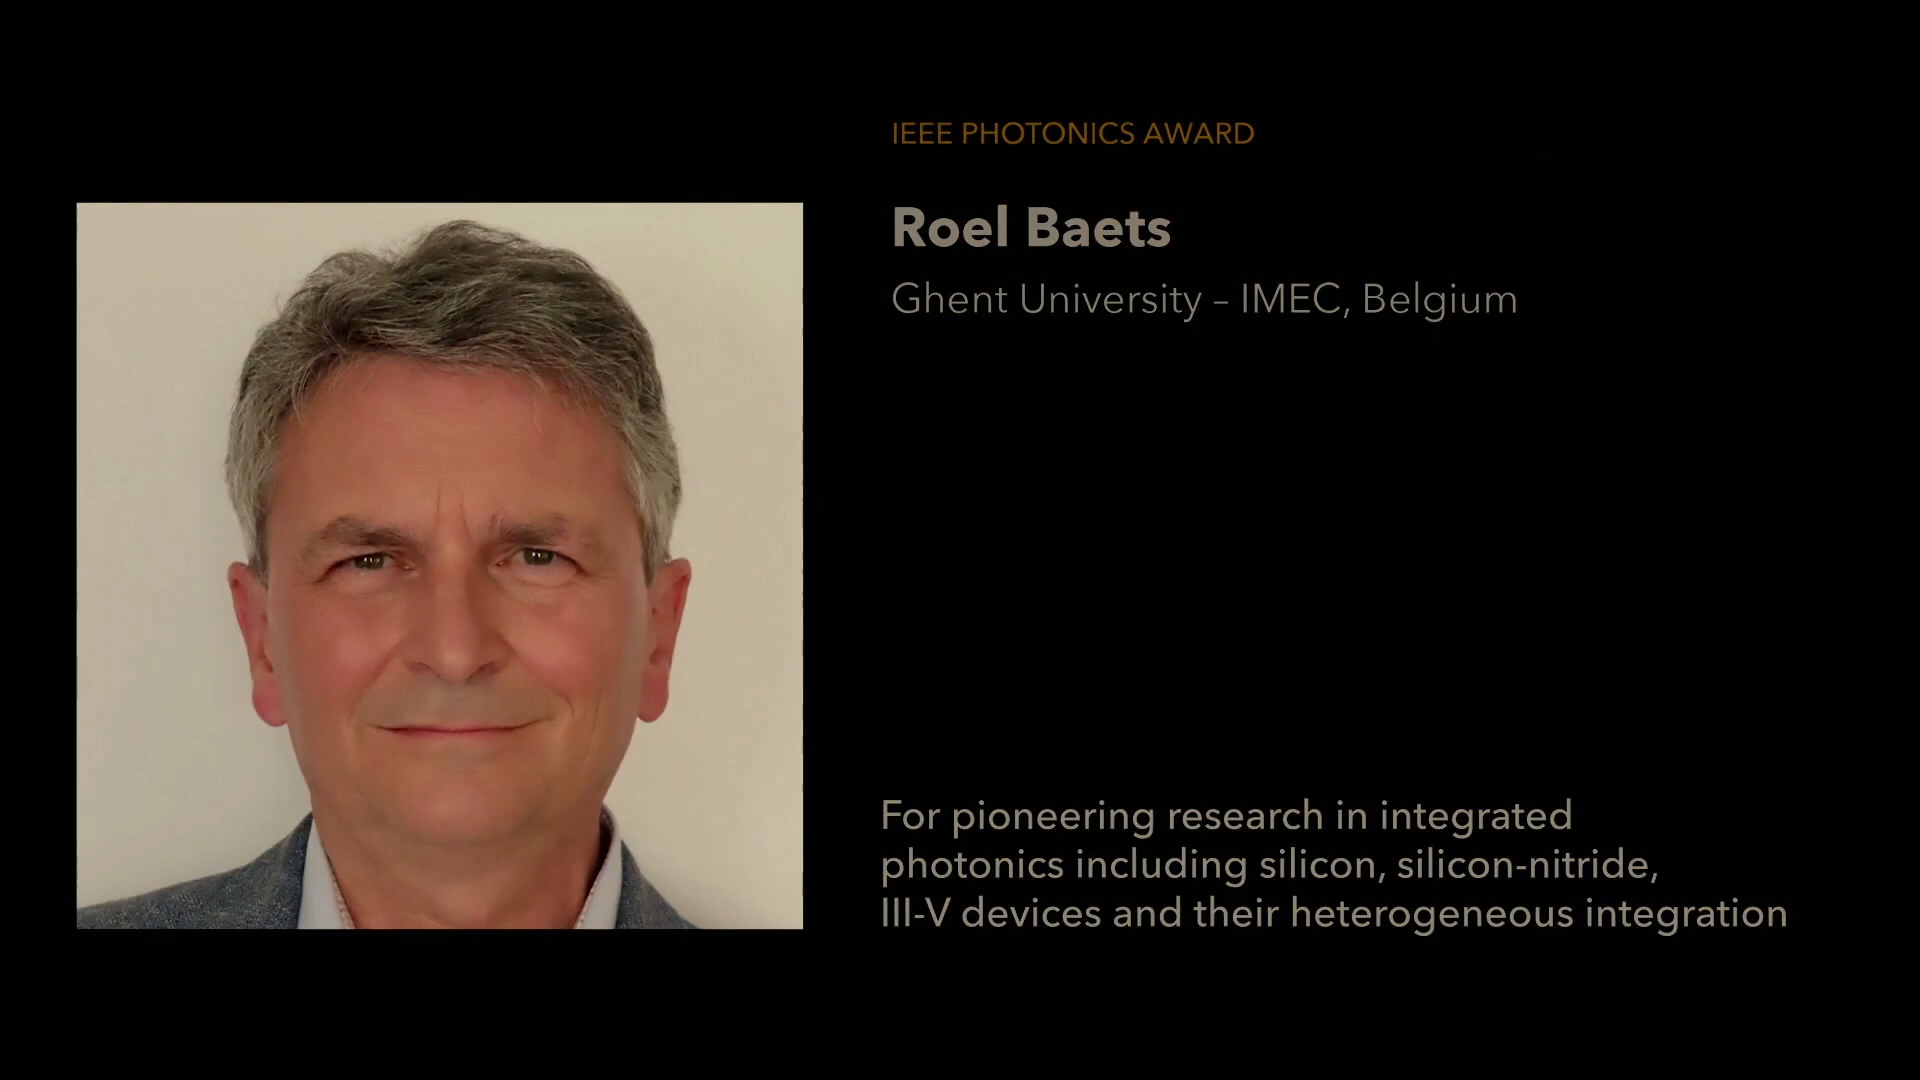 IEEE PHOTONICS AWARD
Roel Baets
Ghent University – IMEC, Belgium
For pioneering research in integrated
photonics including silicon, silicon-nitride,
III-V devices and their heterogeneous integration